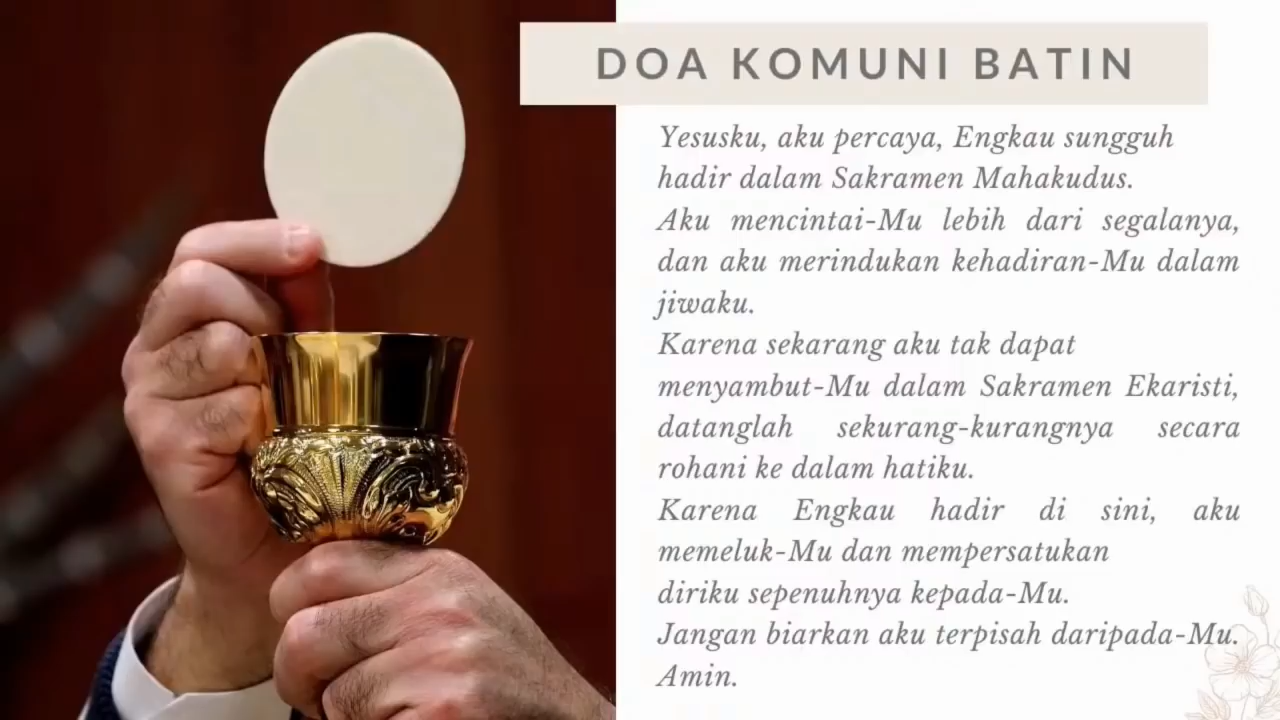 DOA KOMUNI BATIN
Yesusku, aku percaya, Engkau sungguh
hadir dalam Sakramen Mahakudus.
Aku mencintai-Mu lebih dari segalanya,
dan aku merindukan kehadiran-Mu dalam
jiwaku.
Karena sekarang aku tak dapat
menyambut-Mu dalam Sakramen Ekaristi,
datanglah sekurang-kurangnya secara
rohani ke dalam hatiku.
Karena Engkau hadir di sini, aku
memeluk-Mu dan mempersatukan
diriku sepenuhnya kepada-Mu.
Jangan biarkan aku terpisah daripada-Mu.
Amin.